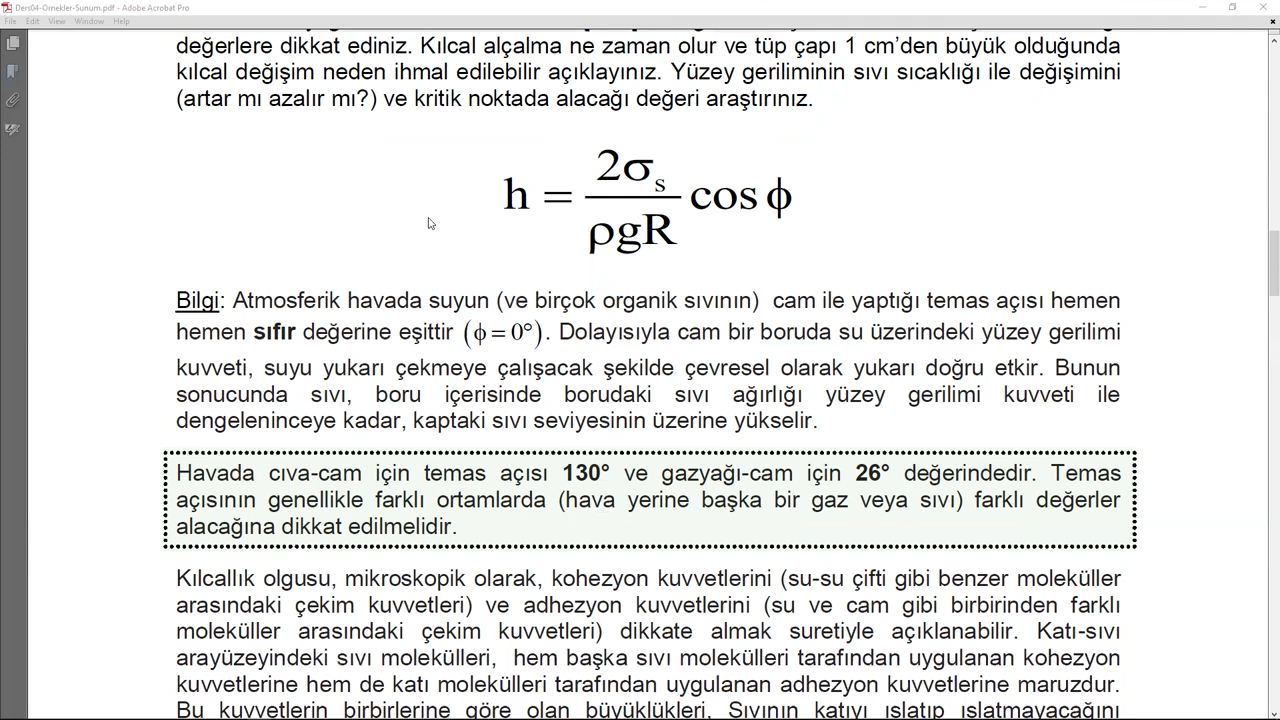 Ders04-Ornekler-Sunum.pdf - Adobe Acrobat Pro
File Edit View Window Help
değerlere dikkat ediniz. Kılcal alçalma ne zaman olur ve tüp çapı 1 cm’den büyük olduğunda
kılcal değişim neden ihmal edilebilir açıklayınız. Yüzey geriliminin sıvı sıcaklığı ile değişimini
(artar mı azalır mı?) ve kritik noktada alacağı değeri araştırınız.
h = 2σs / ρgR cos ϕ
Bilgi: Atmosferik havada suyun (ve birçok organik sıvının) cam ile yaptığı temas açısı hemen
hemen sıfır değerine eşittir (ϕ = 0°). Dolayısıyla cam bir boruda su üzerindeki yüzey gerilimi
kuvveti, suyu yukarı çekmeye çalışacak şekilde çevresel olarak yukarı doğru etkir. Bunun
sonucunda sıvı, boru içerisinde borudaki sıvı ağırlığı yüzey gerilimi kuvveti ile
dengeleninceye kadar, kaptaki sıvı seviyesinin üzerine yükselir.
Havada cıva-cam için temas açısı 130° ve gazyağı-cam için 26° değerindedir. Temas
açısının genellikle farklı ortamlarda (hava yerine başka bir gaz veya sıvı) farklı değerler
alacağına dikkat edilmelidir.
Kılcallık olgusu, mikroskopik olarak, kohezyon kuvvetlerini (su-su çifti gibi benzer moleküller
arasındaki çekim kuvvetleri) ve adhezyon kuvvetlerini (su ve cam gibi birbirinden farklı
moleküller arasındaki çekim kuvvetleri) dikkate almak suretiyle açıklanabilir. Katı-sıvı
arayüzeyindeki sıvı molekülleri, hem başka sıvı molekülleri tarafından uygulanan kohezyon
kuvvetlerine hem de katı molekülleri tarafından uygulanan adhezyon kuvvetlerine maruzdur.
Bu kuvvetlerin birbirlerine göre olan büyüklükleri, Sıvının katıyı ıslatıp ıslatmayacağını